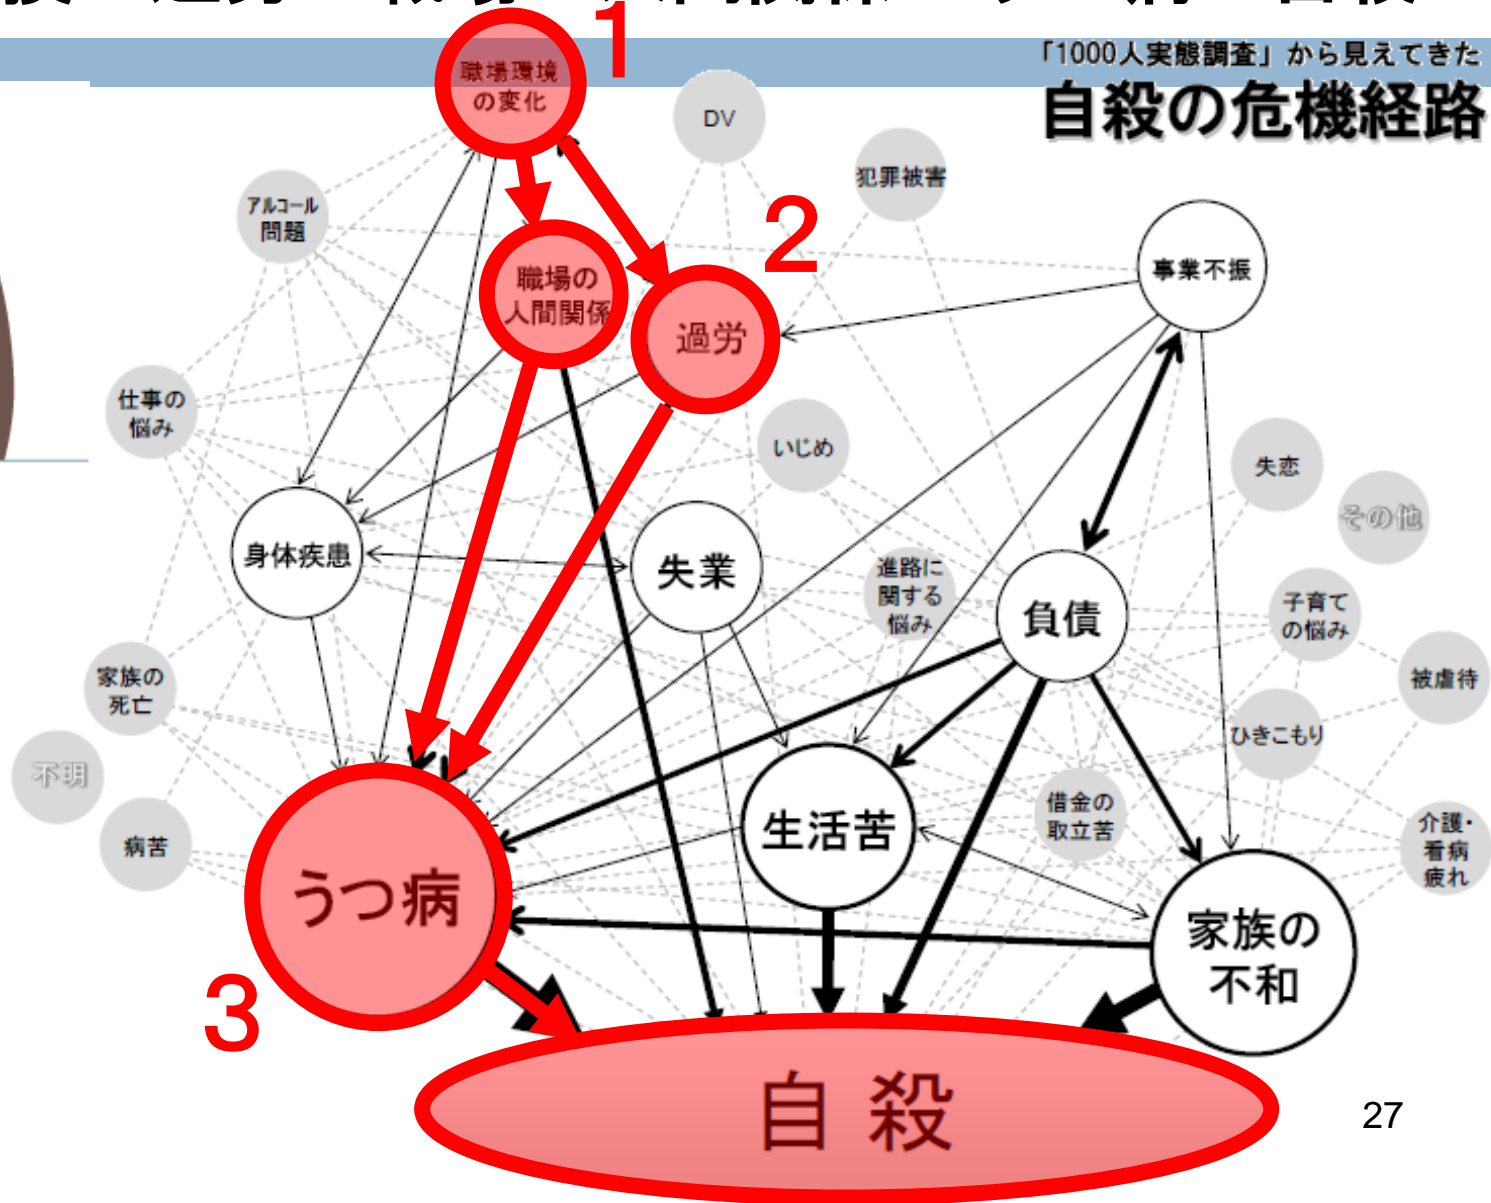 「1000人実態調査」から見えてきた
自殺の危機経路
1
職場環境
の変化
DV
犯罪被害
アルコール
問題
2
職場の
人間関係
過労
事業不振
仕事の
悩み
いじめ
失恋
その他
身体疾患
失業
進路に
関する
悩み
負債
子育て
の悩み
家族の
死亡
被虐待
ひきこもり
不明
病苦
生活苦
借金の
取立苦
介護・
看病
疲れ
うつ病
家族の
不和
3
自殺
27